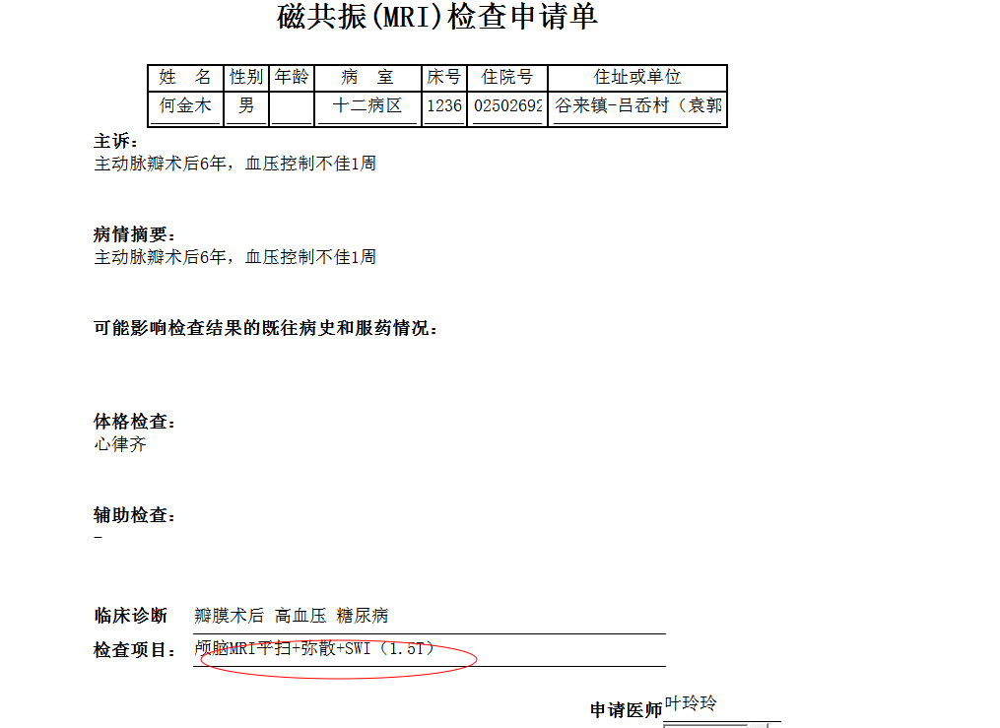 磁共振(MRI)检查申请单
姓 名 性别 年龄 病 室 床号 住院号 住址或单位
何金木 男 十二病区 1236 02502692 谷来镇-吕岙村（袁郭
主诉：
主动脉瓣术后6年，血压控制不佳1周
病情摘要：
主动脉瓣术后6年，血压控制不佳1周
可能影响检查结果的既往病史和服药情况：
体格检查：
心律齐
辅助检查：
-
临床诊断 瓣膜术后 高血压 糖尿病
检查项目： 颅脑MRI平扫+弥散+SWI（1.5T）
申请医师 叶玲玲